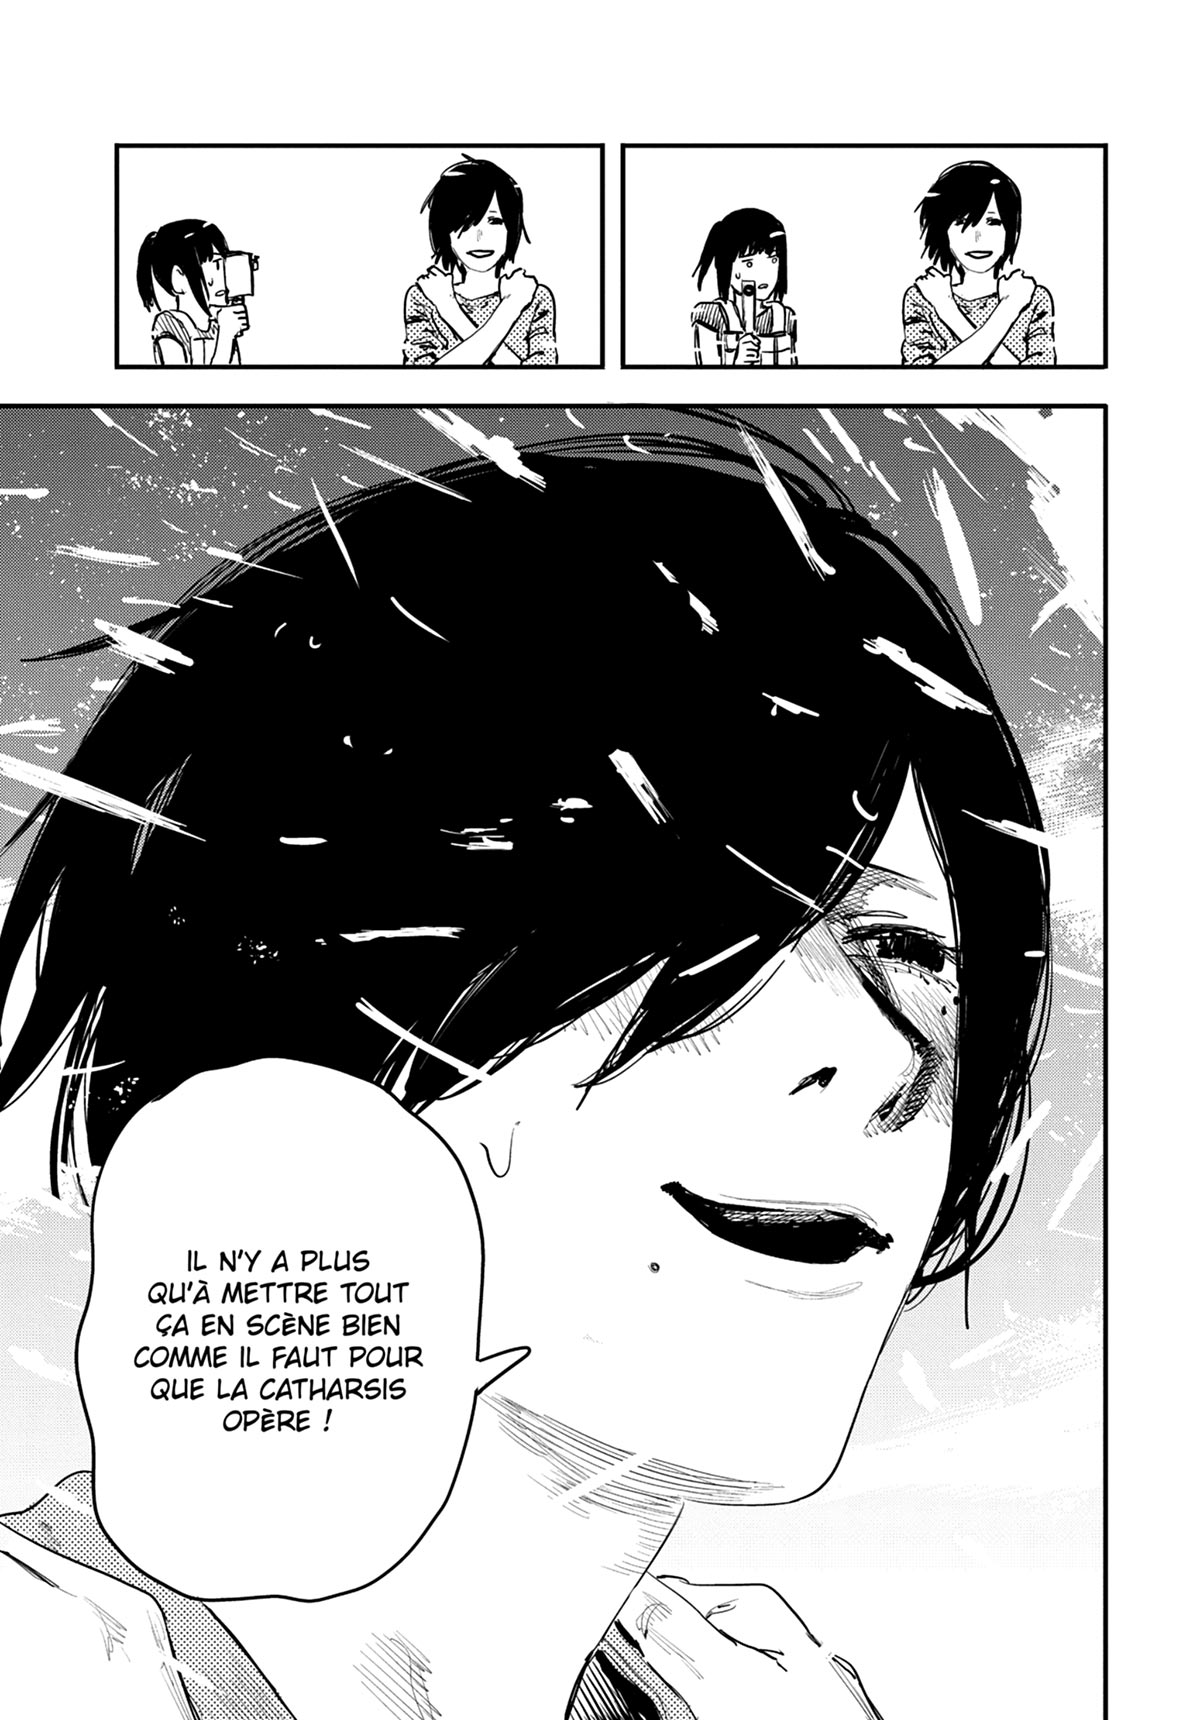 IL N'Y A PLUS
QU'À METTRE TOUT
ÇA EN SCÈNE BIEN
COMME IL FAUT POUR
QUE LA CATHARSIS
OPÈRE !